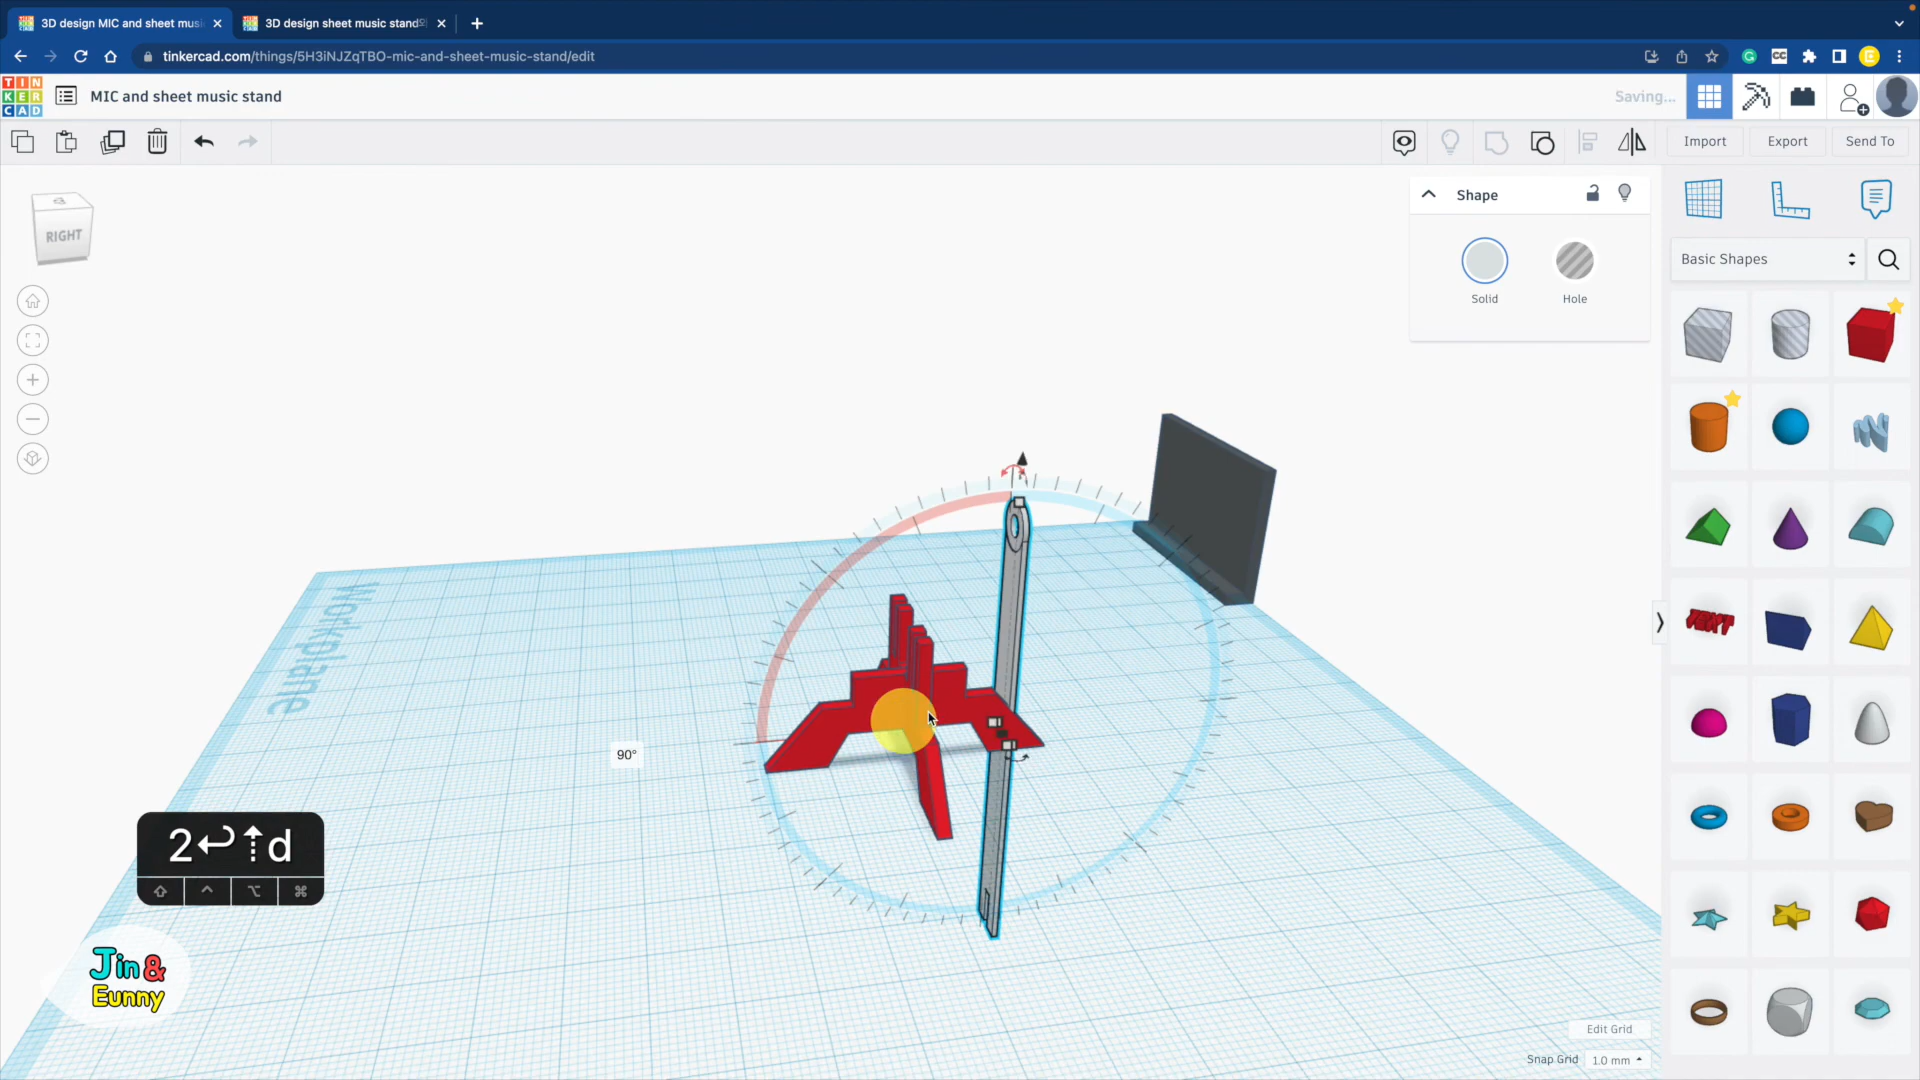 3D design MIC and sheet musi
3D design sheet music stand
tinkercad.com/things/5H3iNJZqTBO-mic-and-sheet-music-stand/edit
TIN
KER
CAD
MIC and sheet music stand
Saving...
Import
Export
Send To
RIGHT
Shape
Solid
Hole
Basic Shapes
TEXT
Workplane
90°
2↩⇡d
⇧ ^ ⌥ ⌘
Jin &
Eunny
Edit Grid
Snap Grid 1.0 mm